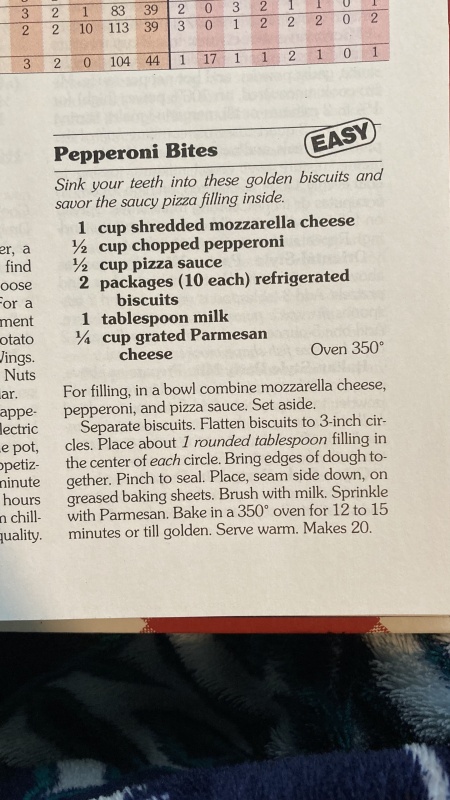 3 2 1 83 39 2 0 3 2 1 1 0 1
2 2 10 113 39 3 0 1 2 2 2 0 2
3 2 0 104 44 1 17 1 1 2 1 0 1
Pepperoni Bites
EASY
Sink your teeth into these golden biscuits and
savor the saucy pizza filling inside.
1 cup shredded mozzarella cheese
½ cup chopped pepperoni
½ cup pizza sauce
2 packages (10 each) refrigerated
biscuits
1 tablespoon milk
¼ cup grated Parmesan
cheese
Oven 350°
For filling, in a bowl combine mozzarella cheese,
pepperoni, and pizza sauce. Set aside.
Separate biscuits. Flatten biscuits to 3-inch cir-
cles. Place about 1 rounded tablespoon filling in
the center of each circle. Bring edges of dough to-
gether. Pinch to seal. Place, seam side down, on
greased baking sheets. Brush with milk. Sprinkle
with Parmesan. Bake in a 350° oven for 12 to 15
minutes or till golden. Serve warm. Makes 20.
er, a
find
oose
For a
ment
otato
Wings.
Nuts
lar.
appe-
lectric
e pot,
ppetiz-
minute
hours
n chill-
quality.